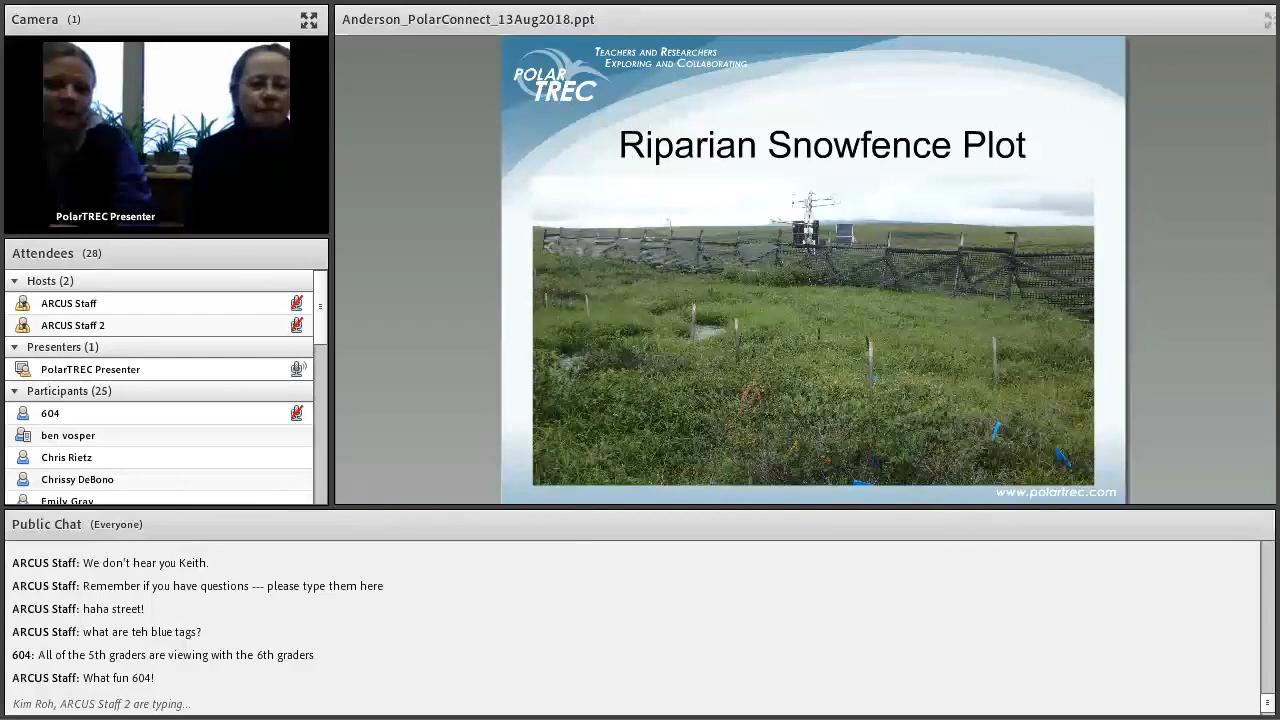 Camera (1)
PolarTREC Presenter
Attendees (28)
Hosts (2)
ARCUS Staff
ARCUS Staff 2
Presenters (1)
PolarTREC Presenter
Participants (25)
604
ben vosper
Chris Rietz
Chrissy DeBono
Emily Gray
Anderson_PolarConnect_13Aug2018.ppt
TEACHERS AND RESEARCHERS
EXPLORING AND COLLABORATING
POLAR
TREC
Riparian Snowfence Plot
www.polartrec.com
Public Chat (Everyone)
ARCUS Staff: We don't hear you Keith.
ARCUS Staff: Remember if you have questions --- please type them here
ARCUS Staff: haha street!
ARCUS Staff: what are teh blue tags?
604: All of the 5th graders are viewing with the 6th graders
ARCUS Staff: What fun 604!
Kim Roh, ARCUS Staff 2 are typing...